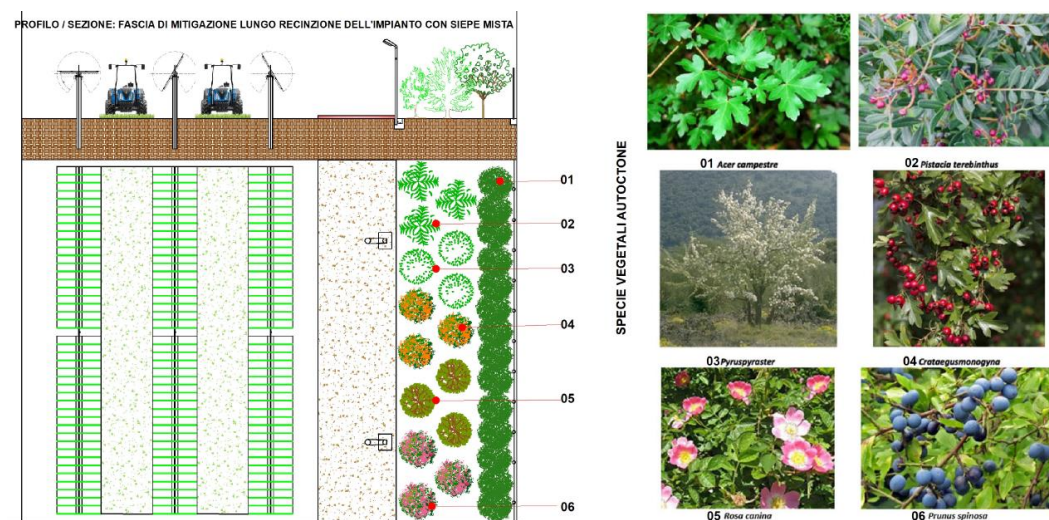 PROFILO / SEZIONE: FASCIA DI MITIGAZIONE LUNGO RECINZIONE DELL'IMPIANTO CON SIEPE MISTA
01
02
03
04
05
06
SPECIE VEGETALI AUTOCTONE
01 Acer campestre
02 Pistacia terebinthus
03 Pyruspyraster
04 Crataegusmonogyna
05 Rosa canina
06 Prunus spinosa